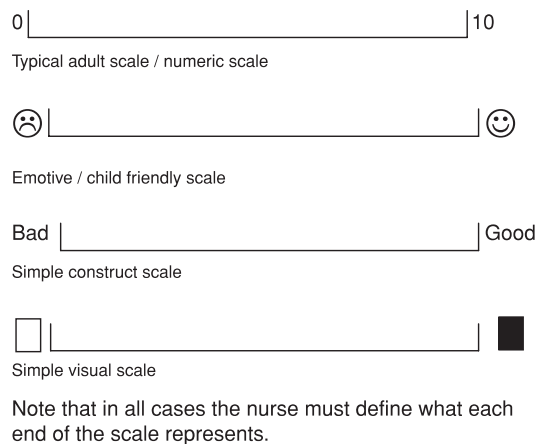 0 10
Typical adult scale / numeric scale
Emotive / child friendly scale
Bad Good
Simple construct scale
Simple visual scale
Note that in all cases the nurse must define what each
end of the scale represents.